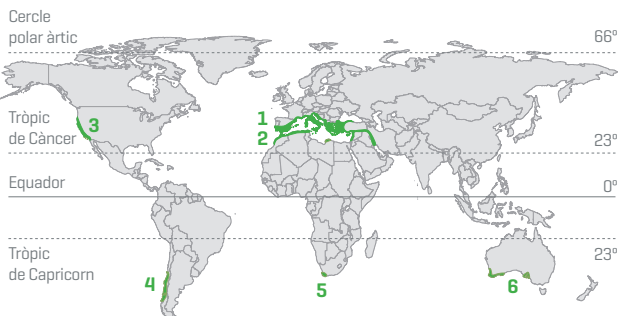 Cercle
polar àrtic
66º
1
Tròpic
de Càncer
3
2
23º
Equador
0º
Tròpic
de Capricorn
23º
4
5
6